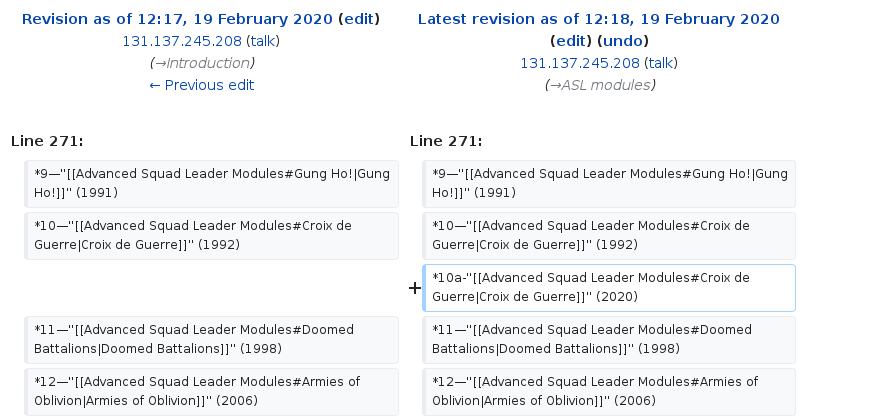 Revision as of 12:17, 19 February 2020 (edit)
131.137.245.208 (talk)
(→Introduction)
← Previous edit
Latest revision as of 12:18, 19 February 2020
(edit) (undo)
131.137.245.208 (talk)
(→ASL modules)
Line 271:
Line 271:
*9—"[[Advanced Squad Leader Modules#Gung Ho!|Gung
Ho!]]" (1991)
*9—"[[Advanced Squad Leader Modules#Gung Ho!|Gung
Ho!]]" (1991)
*10—"[[Advanced Squad Leader Modules#Croix de
Guerre|Croix de Guerre]]" (1992)
*10—"[[Advanced Squad Leader Modules#Croix de
Guerre|Croix de Guerre]]" (1992)
+
*10a-"[[Advanced Squad Leader Modules#Croix de
Guerre|Croix de Guerre]]" (2020)
*11—"[[Advanced Squad Leader Modules#Doomed
Battalions|Doomed Battalions]]" (1998)
*11—"[[Advanced Squad Leader Modules#Doomed
Battalions|Doomed Battalions]]" (1998)
*12—"[[Advanced Squad Leader Modules#Armies of
Oblivion|Armies of Oblivion]]" (2006)
*12—"[[Advanced Squad Leader Modules#Armies of
Oblivion|Armies of Oblivion]]" (2006)